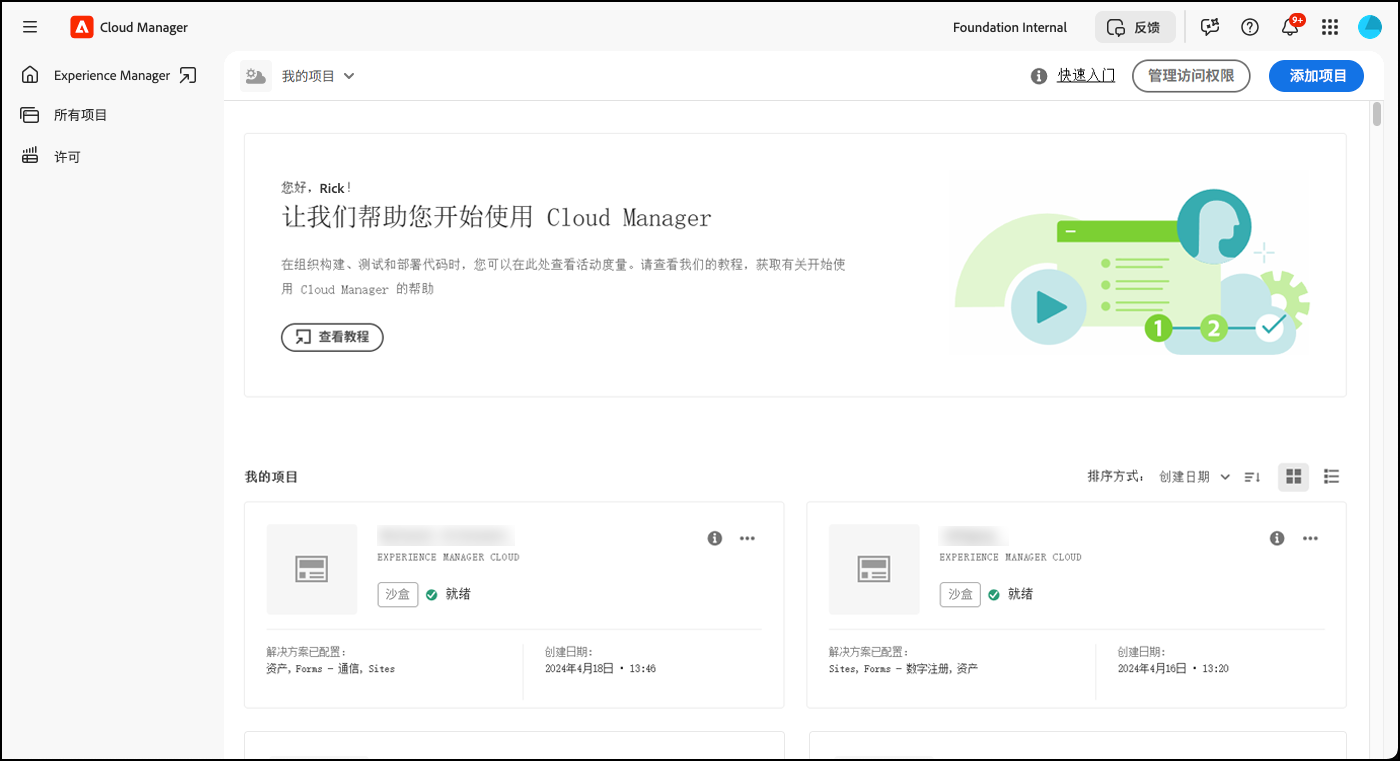 Cloud Manager
Foundation Internal
反馈
9+
Experience Manager
所有项目
许可
我的项目
快速入门
管理访问权限
添加项目
您好，Rick！
让我们帮助您开始使用 Cloud Manager
在组织构建、测试和部署代码时，您可以在此处查看活动度量。请查看我们的教程，获取有关开始使
用 Cloud Manager 的帮助
查看教程
1
2
我的项目
排序方式：
创建日期
EXPERIENCE MANAGER CLOUD
沙盒
就绪
解决方案已配置：
资产, Forms - 通信, Sites
创建日期：
2024年4月18日 • 13:46
EXPERIENCE MANAGER CLOUD
沙盒
就绪
解决方案已配置：
Sites, Forms - 数字注册, 资产
创建日期：
2024年4月16日 • 13:20